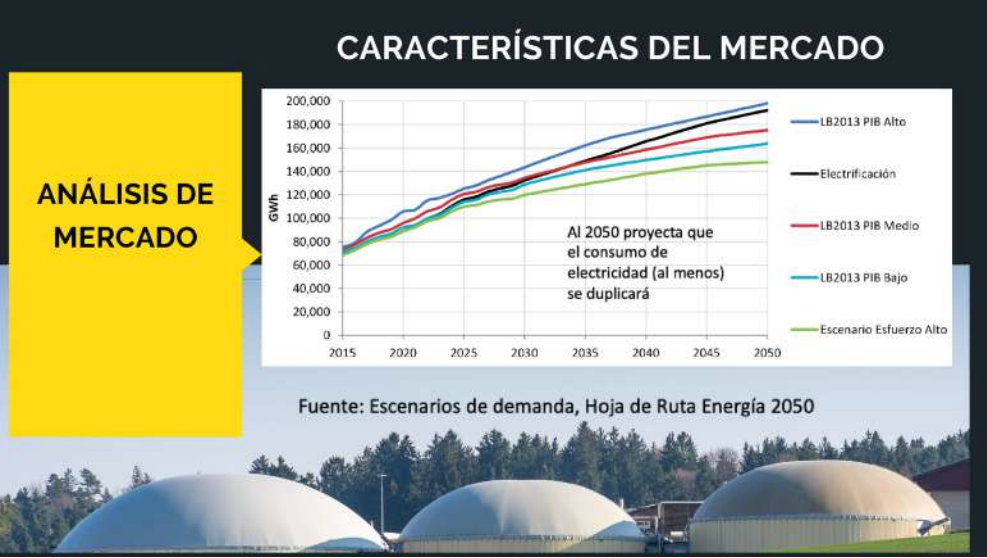 CARACTERÍSTICAS DEL MERCADO
ANÁLISIS DE
MERCADO
200,000
180,000
160,000
140,000
120,000
100,000
80,000
60,000
40,000
20,000
0
GWh
2015
2020
2025
2030
2035
2040
2045
2050
Al 2050 proyecta que
el consumo de
electricidad (al menos)
se duplicará
LB2013 PIB Alto
Electrificación
LB2013 PIB Medio
LB2013 PIB Bajo
Escenario Esfuerzo Alto
Fuente: Escenarios de demanda, Hoja de Ruta Energía 2050